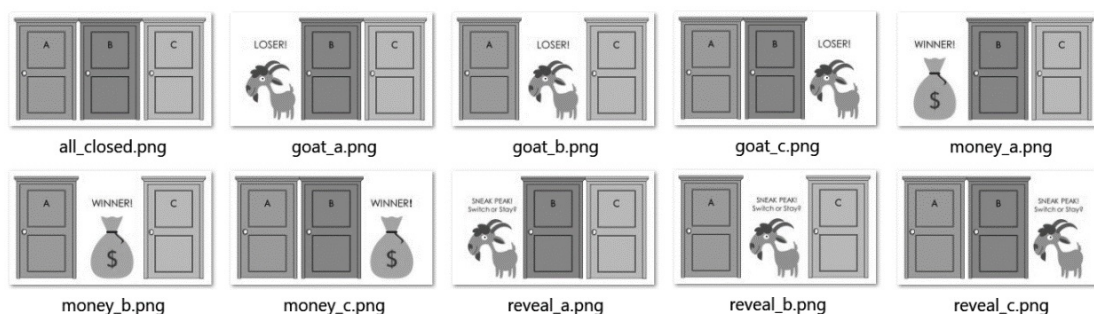 A B C
LOSER! B C
A LOSER! C
A B LOSER!
WINNER! B C
$
all_closed.png goat_a.png goat_b.png goat_c.png money_a.png
A WINNER! C
$
A B WINNER!
$
SNEAK PEAK!
Switch or Stay?
B C
A SNEAK PEAK!
Switch or Stay?
C
A B SNEAK PEAK!
Switch or Stay?
money_b.png money_c.png reveal_a.png reveal_b.png reveal_c.png